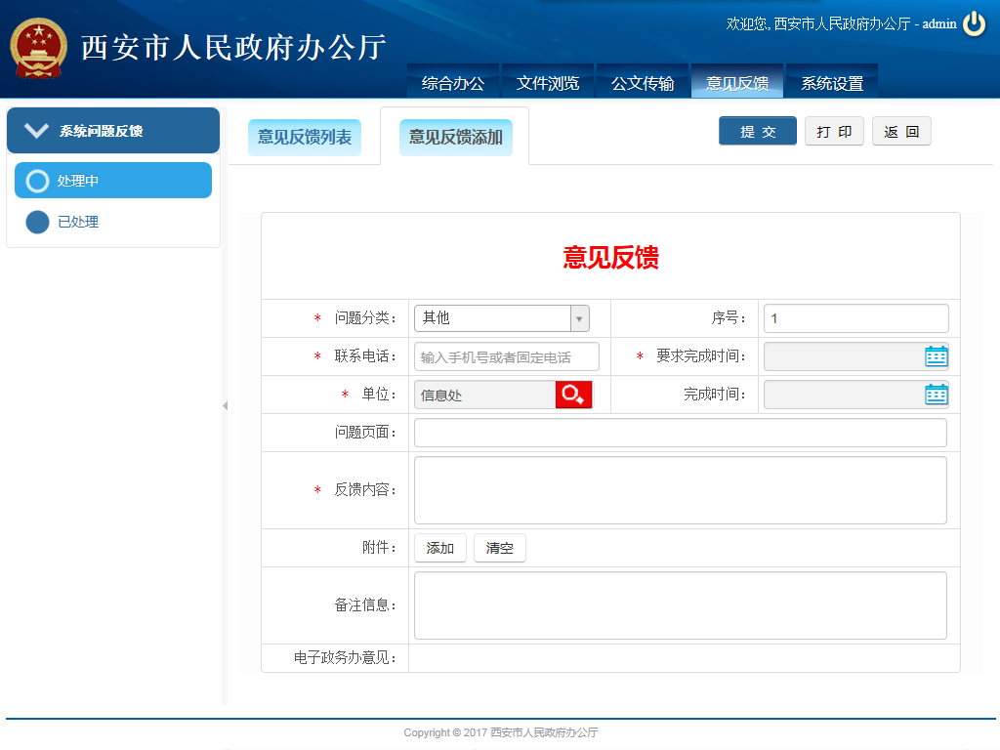 欢迎您, 西安市人民政府办公厅 - admin
西安市人民政府办公厅
综合办公 文件浏览 公文传输 意见反馈 系统设置
系统问题反馈
处理中
已处理
意见反馈列表 意见反馈添加 提 交 打 印 返 回
意见反馈
* 问题分类： 其他 序号： 1
* 联系电话： 输入手机号或者固定电话 * 要求完成时间：
* 单位： 信息处 完成时间：
问题页面：
* 反馈内容：
附件： 添加 清空
备注信息：
电子政务办意见：
Copyright © 2017 西安市人民政府办公厅